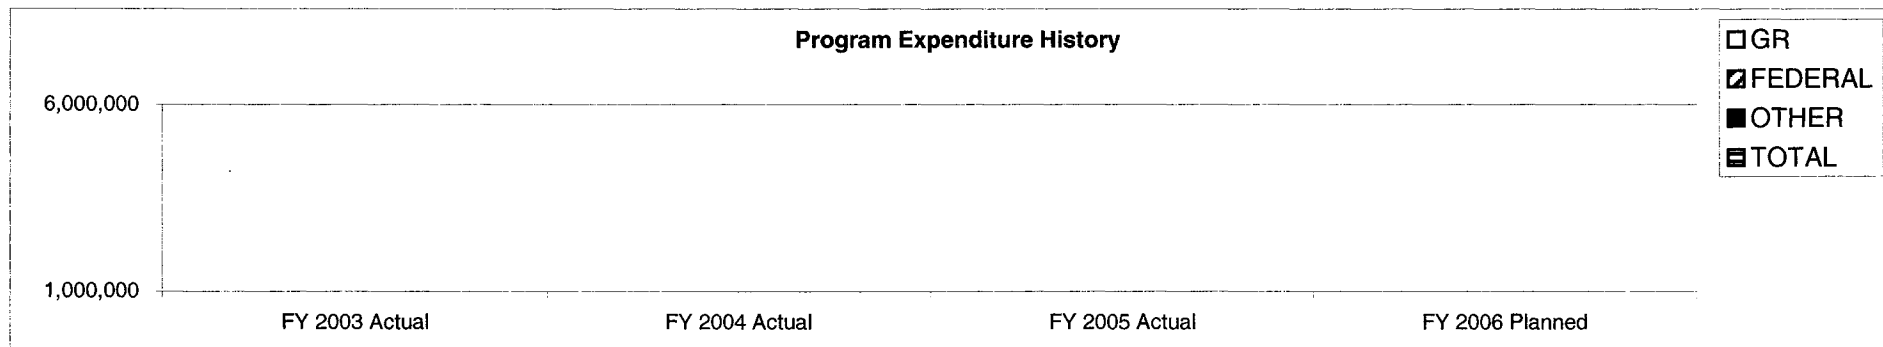 Program Expenditure History
GR
FEDERAL
OTHER
TOTAL
6,000,000
1,000,000
FY 2003 Actual
FY 2004 Actual
FY 2005 Actual
FY 2006 Planned